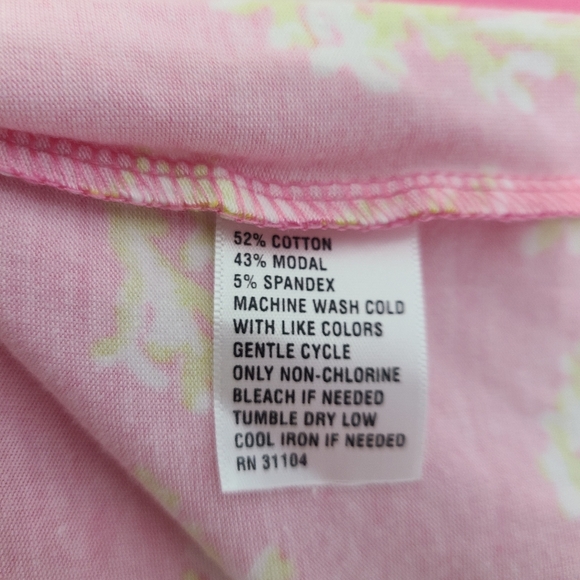 52% COTTON
43% MODAL
5% SPANDEX
MACHINE WASH COLD
WITH LIKE COLORS
GENTLE CYCLE
ONLY NON-CHLORINE
BLEACH IF NEEDED
TUMBLE DRY LOW
COOL IRON IF NEEDED
RN 31104